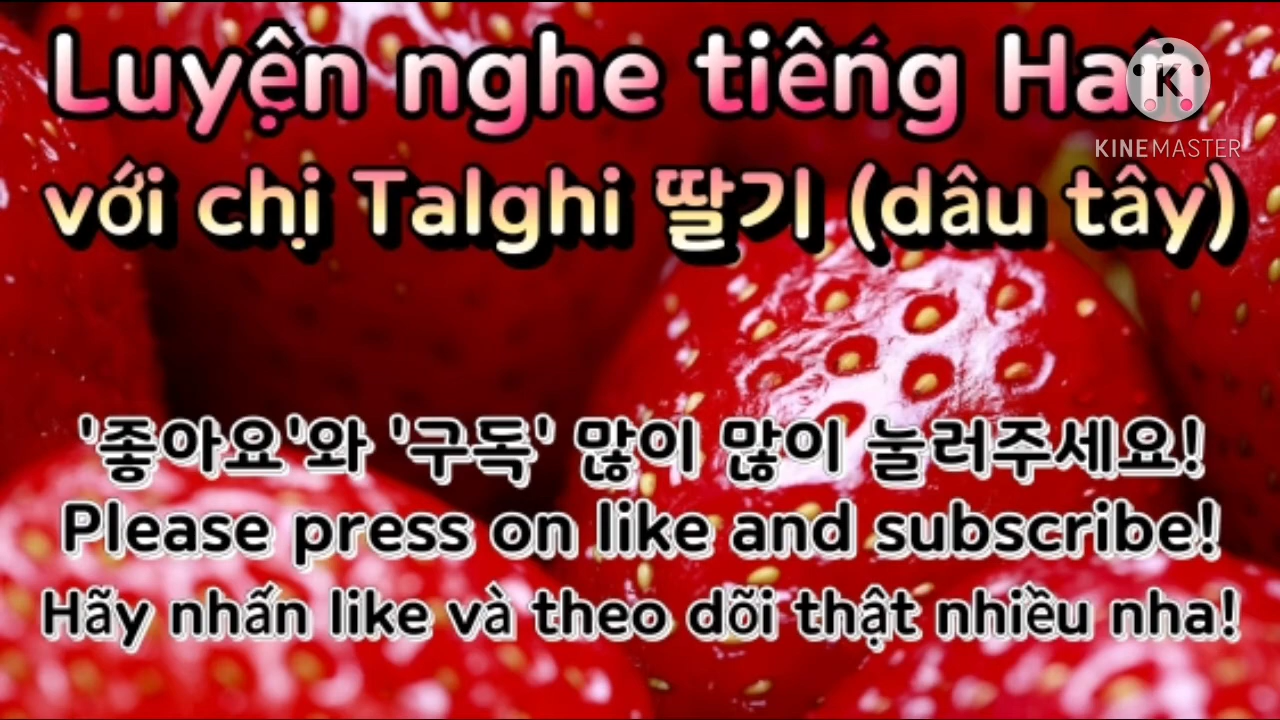 Luyện nghe tiếng Hàn
với chị Talghi 딸기 (dâu tây)
'좋아요'와 '구독' 많이 많이 눌러주세요!
Please press on like and subscribe!
Hãy nhấn like và theo dõi thật nhiều nha!
K
KINEMASTER